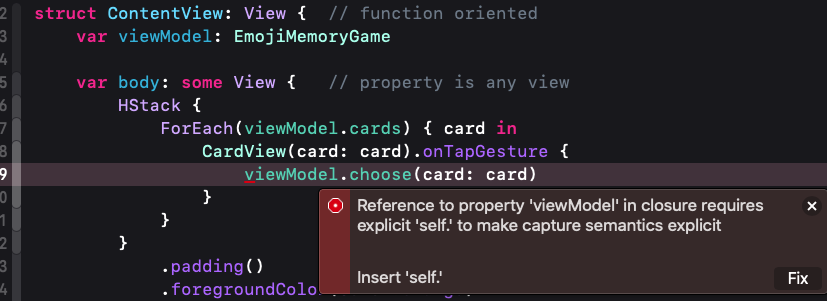 2 struct ContentView: View {  // function oriented
3 var viewModel: EmojiMemoryGame
4
5 var body: some View {   // property is any view
6 HStack {
7 ForEach(viewModel.cards) { card in
8 CardView(card: card).onTapGesture {
9 viewModel.choose(card: card)
0 }
1 }
2 }
3 .padding()
4 .foregroundColor
Reference to property 'viewModel' in closure requires
explicit 'self.' to make capture semantics explicit
Insert 'self.'
Fix